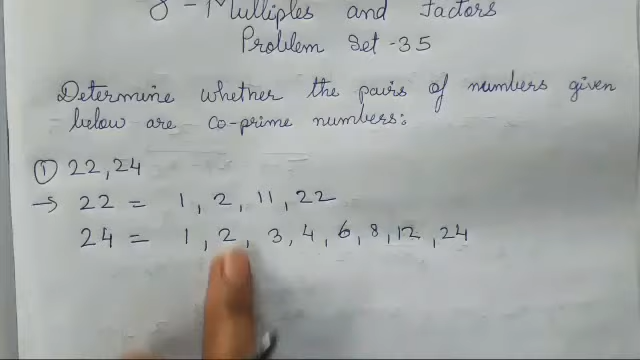 8 - Multiples and Factors
Problem Set - 35
Determine whether the pairs of numbers given
below are co-prime numbers:
① 22, 24
→ 22 = 1, 2, 11, 22
24 = 1, 2, 3, 4, 6, 8, 12, 24